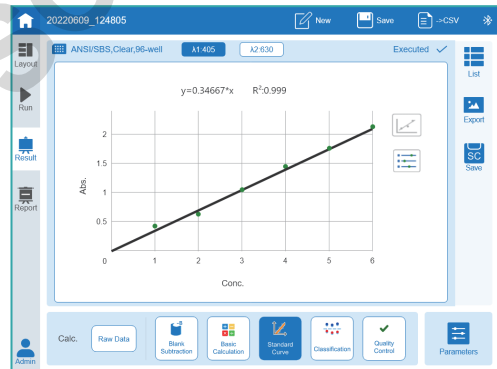 20220609_124805
New
Save
->CSV
Layout
Run
Result
Report
Admin
ANSI/SBS,Clear,96-well
λ1:405
λ2:630
Executed
y=0.34667*x
R²:0.999
2
1.5
1
0.5
0
1
2
3
4
5
6
Abs.
Conc.
List
Export
SC
Save
Calc.
Raw Data
Blank
Subtraction
Basic
Calculation
Standard
Curve
Classification
Quality
Control
Parameters